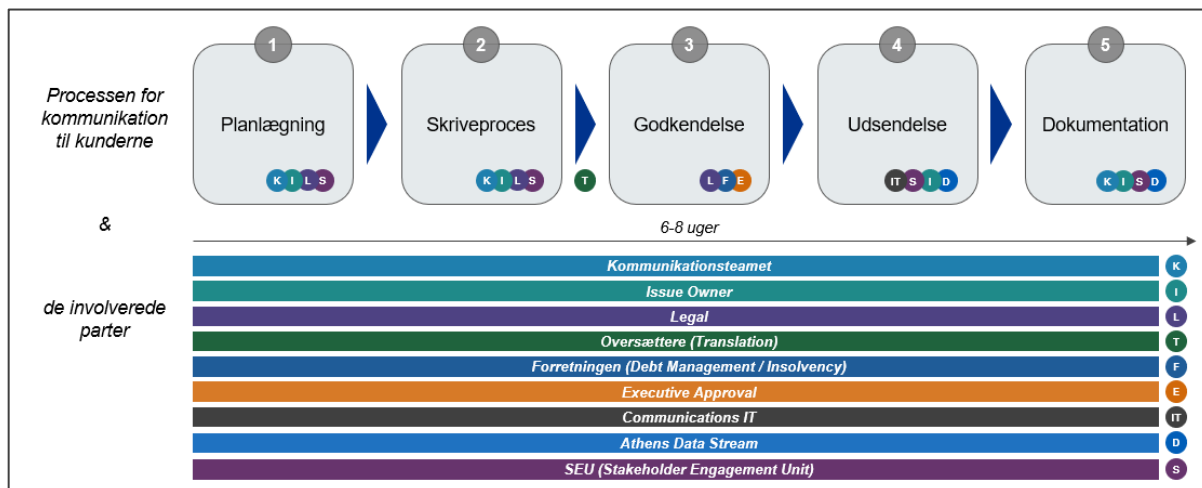 1
2
3
4
5
Processen for
kommunikation
til kunderne
Planlægning
Skriveproces
Godkendelse
Udsendelse
Dokumentation
K I L S
K I L S
T
L F E
IT S I D
K I S D
&
6-8 uger
de involverede
parter
Kommunikationsteamet K
Issue Owner I
Legal L
Oversættere (Translation) T
Forretningen (Debt Management / Insolvency) F
Executive Approval E
Communications IT IT
Athens Data Stream D
SEU (Stakeholder Engagement Unit) S